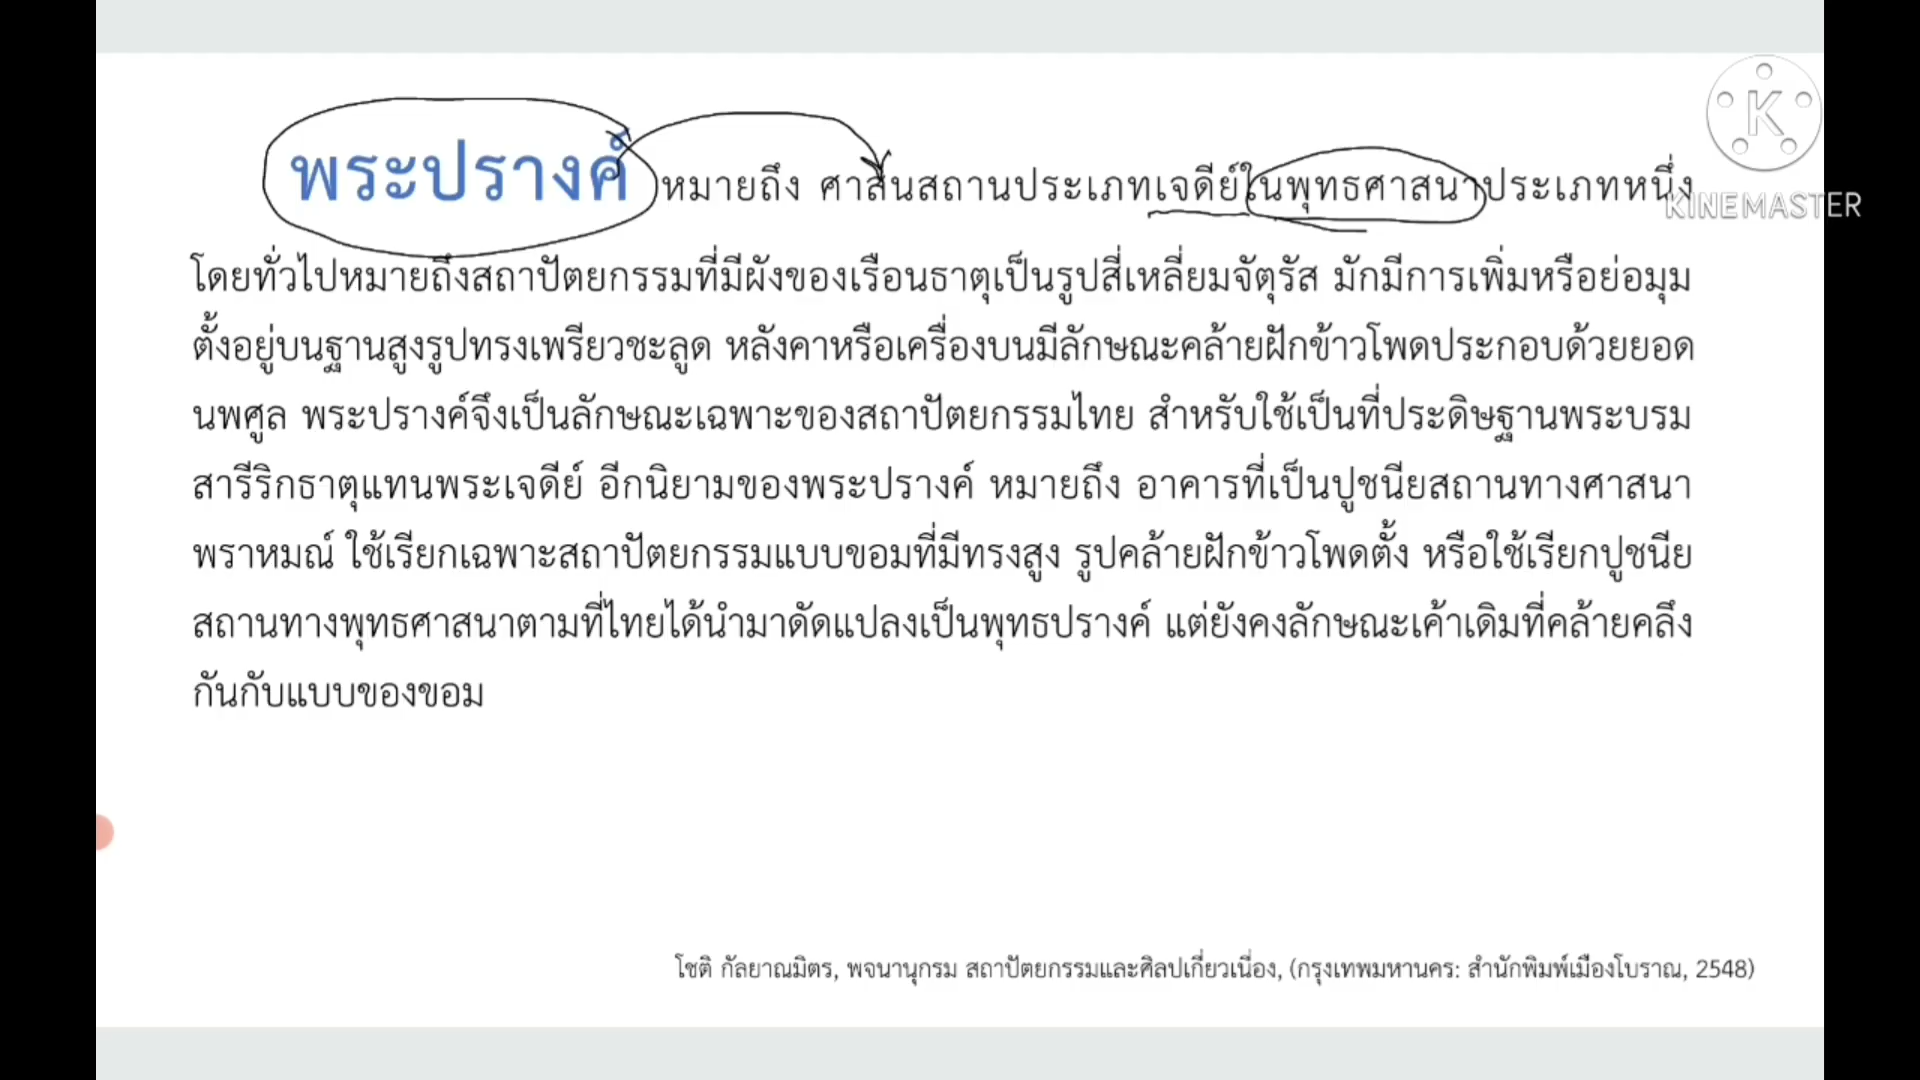 พระปรางค์ หมายถึง ศาสนสถานประเภทเจดีย์ในพุทธศาสนาประเภทหนึ่ง
โดยทั่วไปหมายถึงสถาปัตยกรรมที่มีผังของเรือนธาตุเป็นรูปสี่เหลี่ยมจัตุรัส มักมีการเพิ่มหรือย่อมุม
ตั้งอยู่บนฐานสูงรูปทรงเพรียวชะลูด หลังคาหรือเครื่องบนมีลักษณะคล้ายฝักข้าวโพดประกอบด้วยยอด
นพศูล พระปรางค์จึงเป็นลักษณะเฉพาะของสถาปัตยกรรมไทย สำหรับใช้เป็นที่ประดิษฐานพระบรม
สารีริกธาตุแทนพระเจดีย์ อีกนิยามของพระปรางค์ หมายถึง อาคารที่เป็นปูชนียสถานทางศาสนา
พราหมณ์ ใช้เรียกเฉพาะสถาปัตยกรรมแบบขอมที่มีทรงสูง รูปคล้ายฝักข้าวโพดตั้ง หรือใช้เรียกปูชนีย
สถานทางพุทธศาสนาตามที่ไทยได้นำมาดัดแปลงเป็นพุทธปรางค์ แต่ยังคงลักษณะเค้าเดิมที่คล้ายคลึง
กันกับแบบของขอม
โชติ กัลยาณมิตร, พจนานุกรม สถาปัตยกรรมและศิลปเกี่ยวเนื่อง, (กรุงเทพมหานคร: สำนักพิมพ์เมืองโบราณ, 2548)
K
KINEMASTER